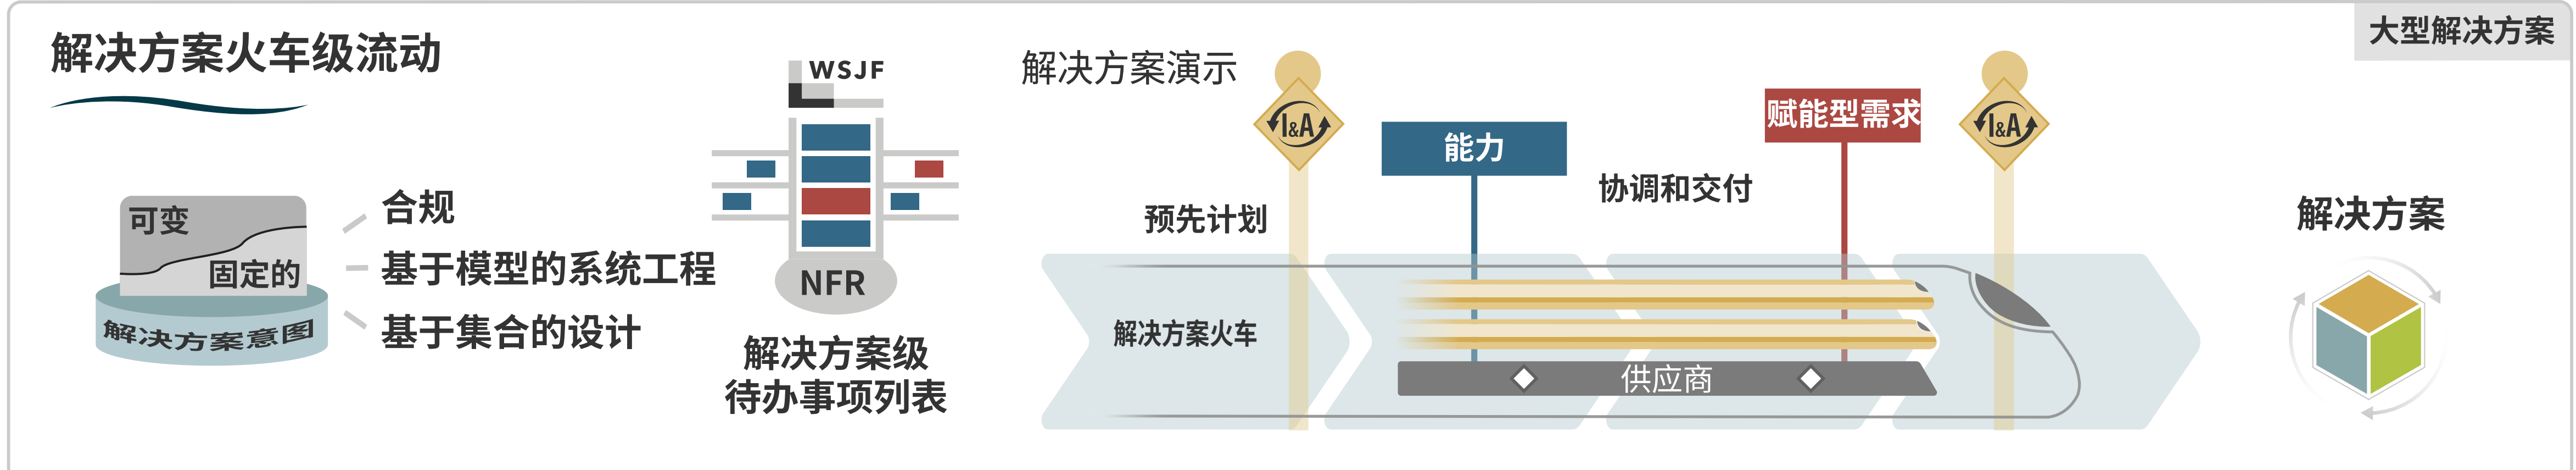 解决方案火车级流动
大型解决方案
可变
固定的
解决方案意图
合规
基于模型的系统工程
基于集合的设计
WSJF
NFR
解决方案级
待办事项列表
解决方案演示
I&A
能力
赋能型需求
I&A
预先计划
协调和交付
解决方案火车
供应商
解决方案